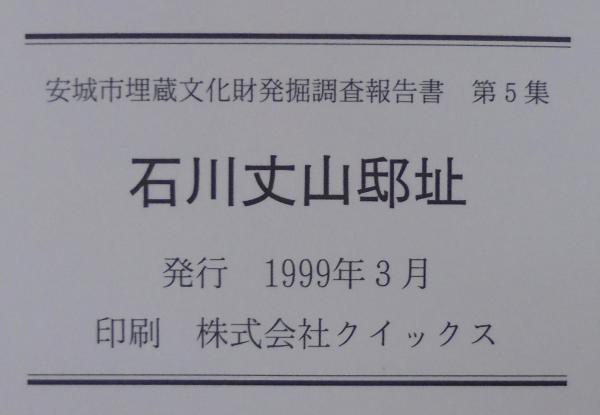 安城市埋蔵文化財発掘調査報告書　第5集
石川丈山邸址
発行　1999年3月
印刷　株式会社クイックス